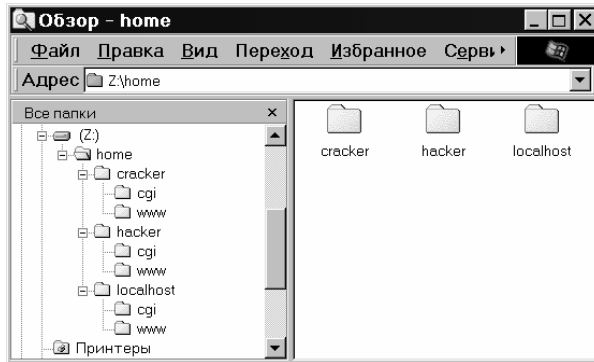 Обзор - home
Файл Правка Вид Переход Избранное Серви
Адрес Z:\home
Все папки
(Z:)
home
cracker
cgi
www
hacker
cgi
www
localhost
cgi
www
Принтеры
cracker hacker localhost